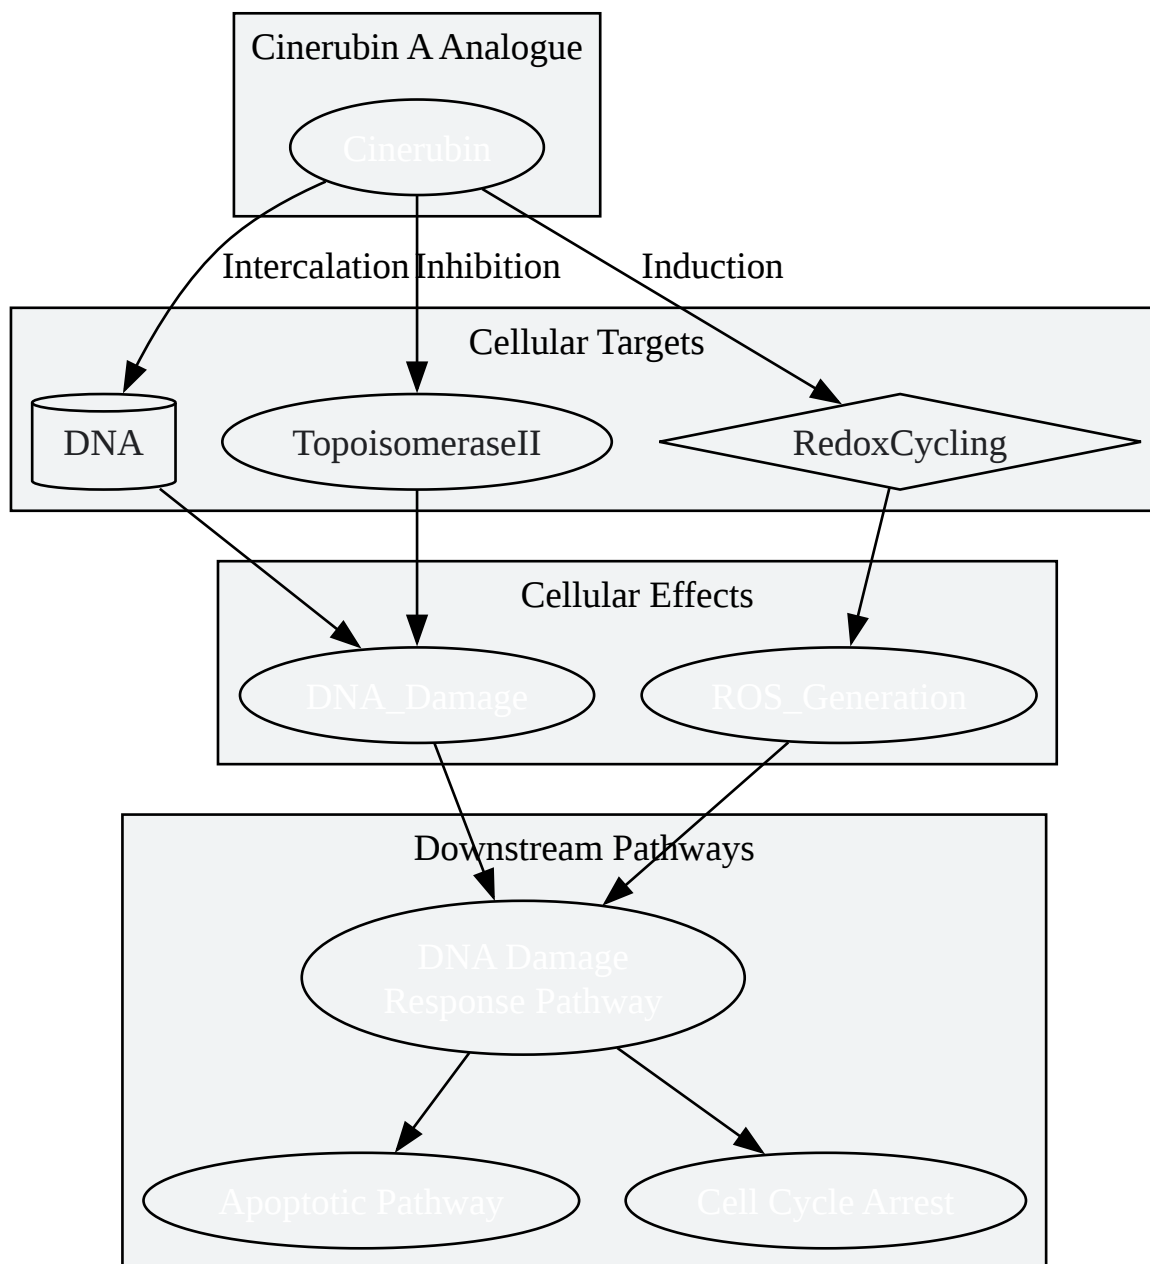 Cinerubin A Analogue
Cinerubin
Intercalation
Inhibition
Induction
Cellular Targets
DNA
TopoisomeraseII
RedoxCycling
Cellular Effects
DNA_Damage
ROS_Generation
Downstream Pathways
DNA Damage
Response Pathway
Apoptotic Pathway
Cell Cycle Arrest